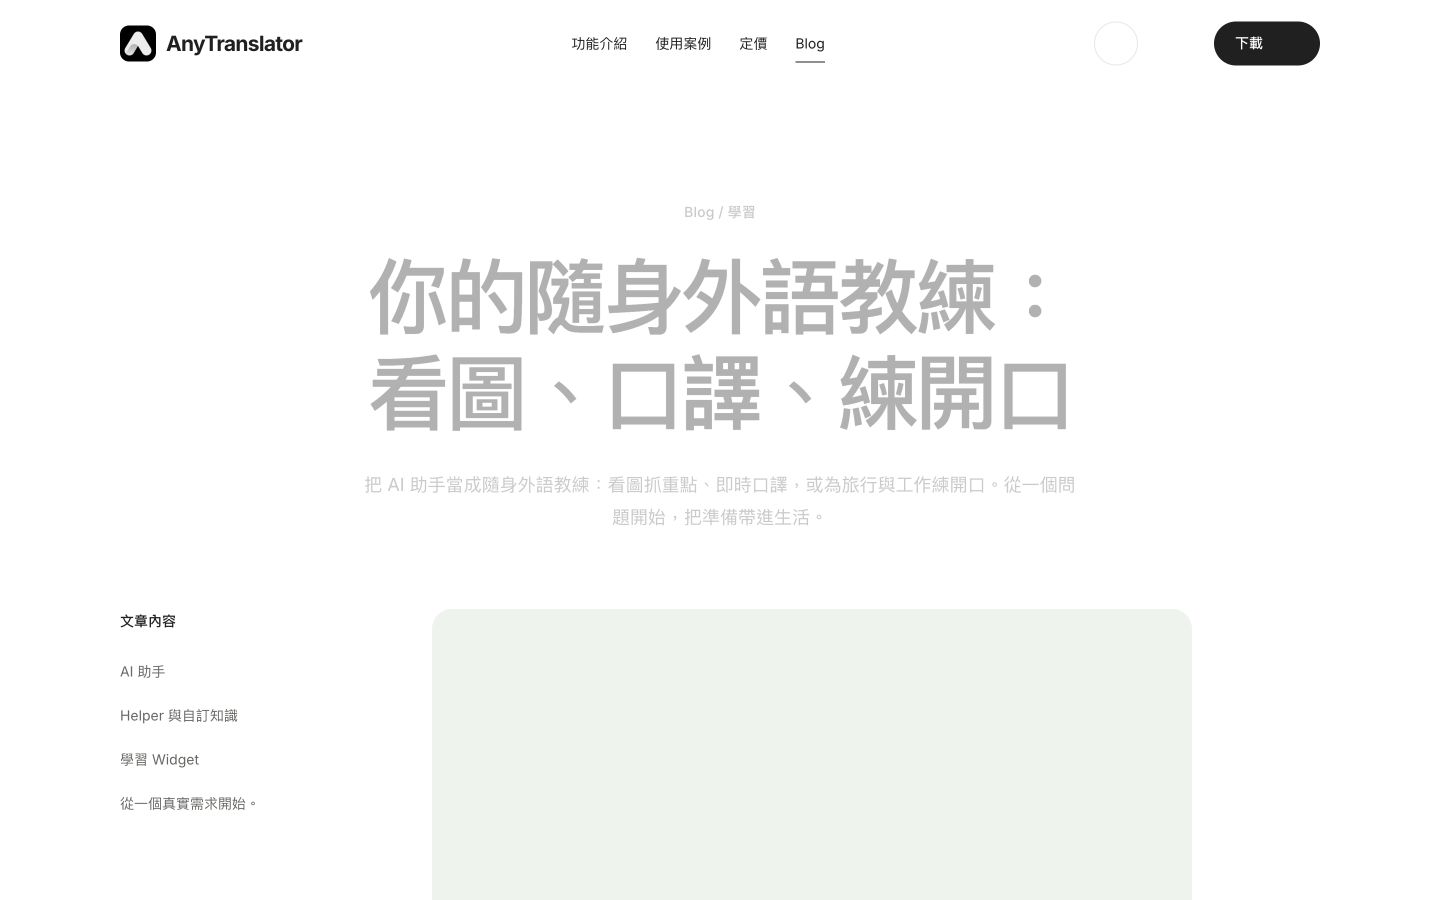 AnyTranslator
功能介紹
使用案例
定價
Blog
下載
Blog / 學習
你的隨身外語教練：
看圖、口譯、練開口
把 AI 助手當成隨身外語教練：看圖抓重點、即時口譯，或為旅行與工作練開口。從一個問
題開始，把準備帶進生活。
文章內容
AI 助手
Helper 與自訂知識
學習 Widget
從一個真實需求開始。